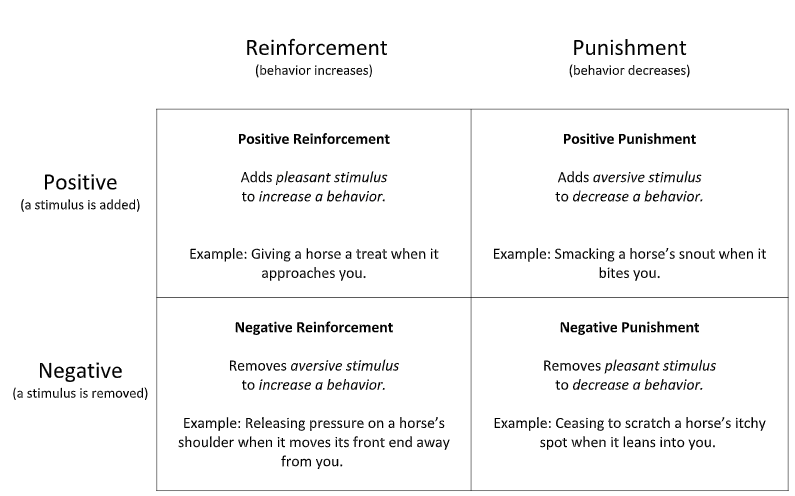 Reinforcement
(behavior increases)
Punishment
(behavior decreases)
Positive
(a stimulus is added)
Positive Reinforcement
Adds pleasant stimulus
to increase a behavior.
Example: Giving a horse a treat when it
approaches you.
Positive Punishment
Adds aversive stimulus
to decrease a behavior.
Example: Smacking a horse’s snout when it
bites you.
Negative
(a stimulus is removed)
Negative Reinforcement
Removes aversive stimulus
to increase a behavior.
Example: Releasing pressure on a horse’s
shoulder when it moves its front end away
from you.
Negative Punishment
Removes pleasant stimulus
to decrease a behavior.
Example: Ceasing to scratch a horse’s itchy
spot when it leans into you.